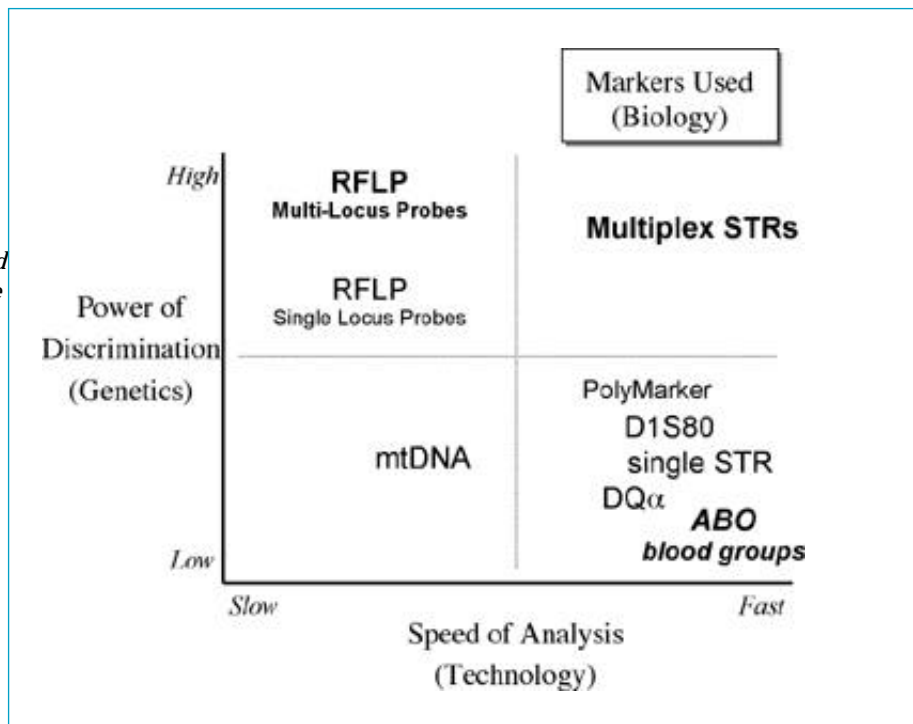 Markers Used
(Biology)
High
RFLP
Multi-Locus Probes
Multiplex STRs
RFLP
Single Locus Probes
Power of
Discrimination
(Genetics)
PolyMarker
D1S80
mtDNA
single STR
DQα
ABO
blood groups
Low
Slow
Fast
Speed of Analysis
(Technology)